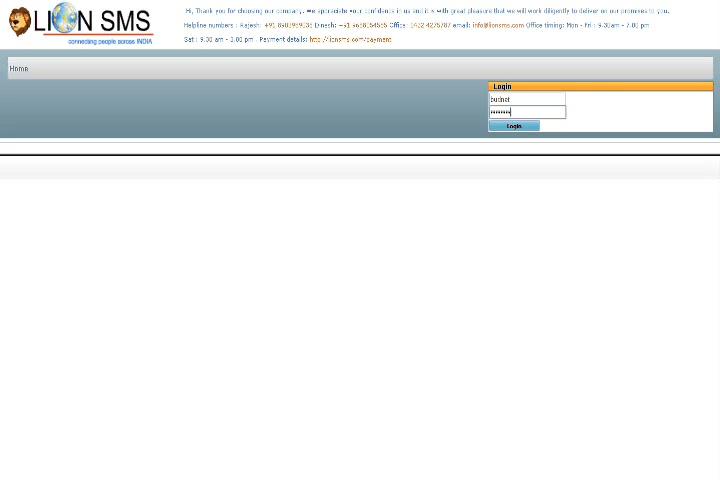 LION SMS
connecting people across INDIA
Hi, Thank you for choosing our company. We appreciate your confidence in us and it is with great pleasure that we will work diligently to deliver on our promises to you.
Helpline numbers : Rajesh: Dinesh: Office: email: info@lionsms.com Office timing: Mon - Fri : 9.30am - 7.00 pm
Sat : 9.30 am - pm . Payment details: http://lionsms.com/payment
Home
Login
budnet
Login